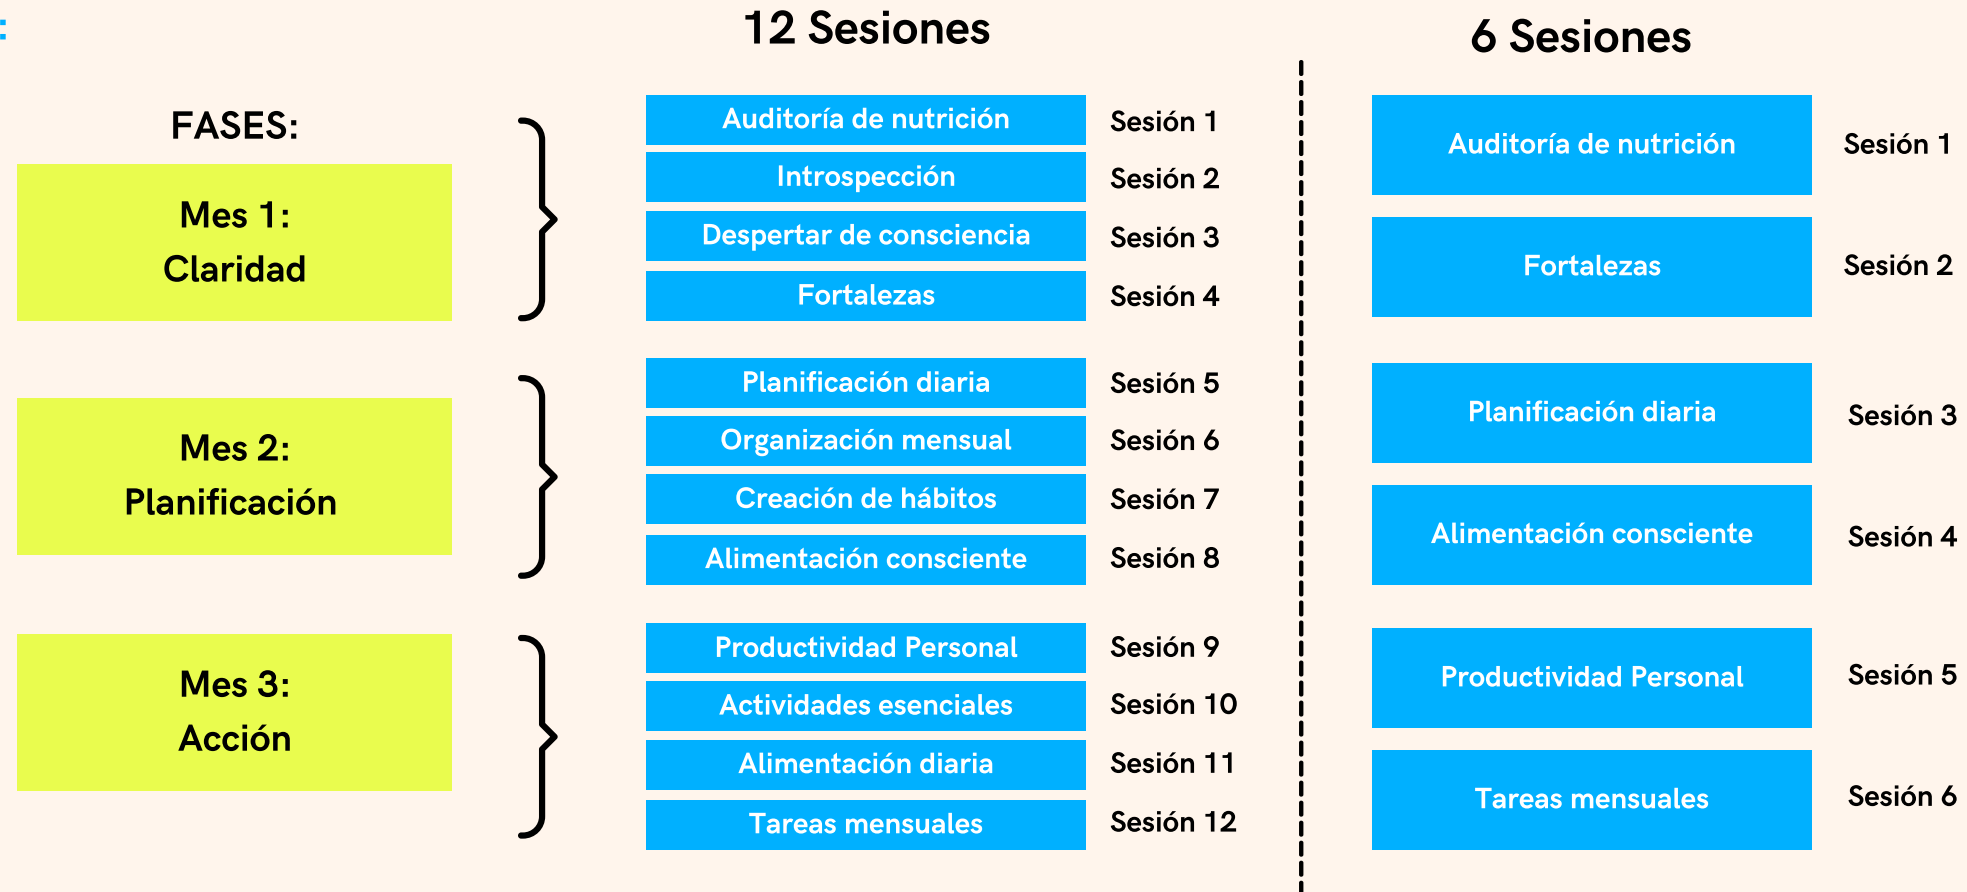 :
12 Sesiones
6 Sesiones
FASES:
Mes 1:
Claridad
Auditoría de nutrición Sesión 1
Introspección Sesión 2
Despertar de consciencia Sesión 3
Fortalezas Sesión 4
Auditoría de nutrición Sesión 1
Fortalezas Sesión 2
Mes 2:
Planificación
Planificación diaria Sesión 5
Organización mensual Sesión 6
Creación de hábitos Sesión 7
Alimentación consciente Sesión 8
Planificación diaria Sesión 3
Alimentación consciente Sesión 4
Mes 3:
Acción
Productividad Personal Sesión 9
Actividades esenciales Sesión 10
Alimentación diaria Sesión 11
Tareas mensuales Sesión 12
Productividad Personal Sesión 5
Tareas mensuales Sesión 6